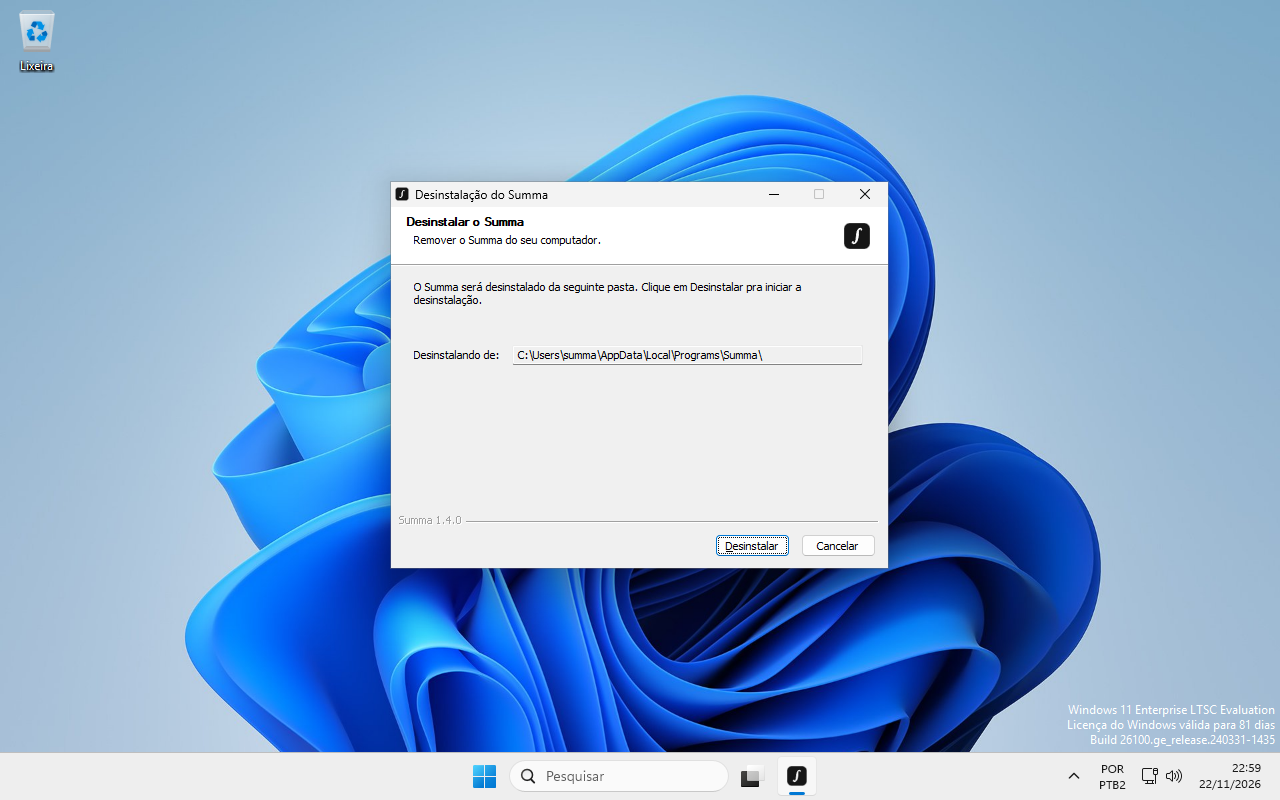 Lixeira
Desinstalação do Summa
Desinstalar o Summa
Remover o Summa do seu computador.
O Summa será desinstalado da seguinte pasta. Clique em Desinstalar pra iniciar a
desinstalação.
Desinstalando de: C:\Users\summa\AppData\Local\Programs\Summa\
Summa 1.4.0
Desinstalar Cancelar
Windows 11 Enterprise LTSC Evaluation
Licença do Windows válida para 81 dias
Build 26100.ge_release.240331-1435
Pesquisar
POR
PTB2
22:59
22/11/2026